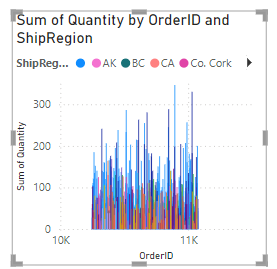 Sum of Quantity by OrderID and
ShipRegion
ShipReg... AK BC CA Co. Cork
300
200
100
0
Sum of Quantity
10K 11K
OrderID